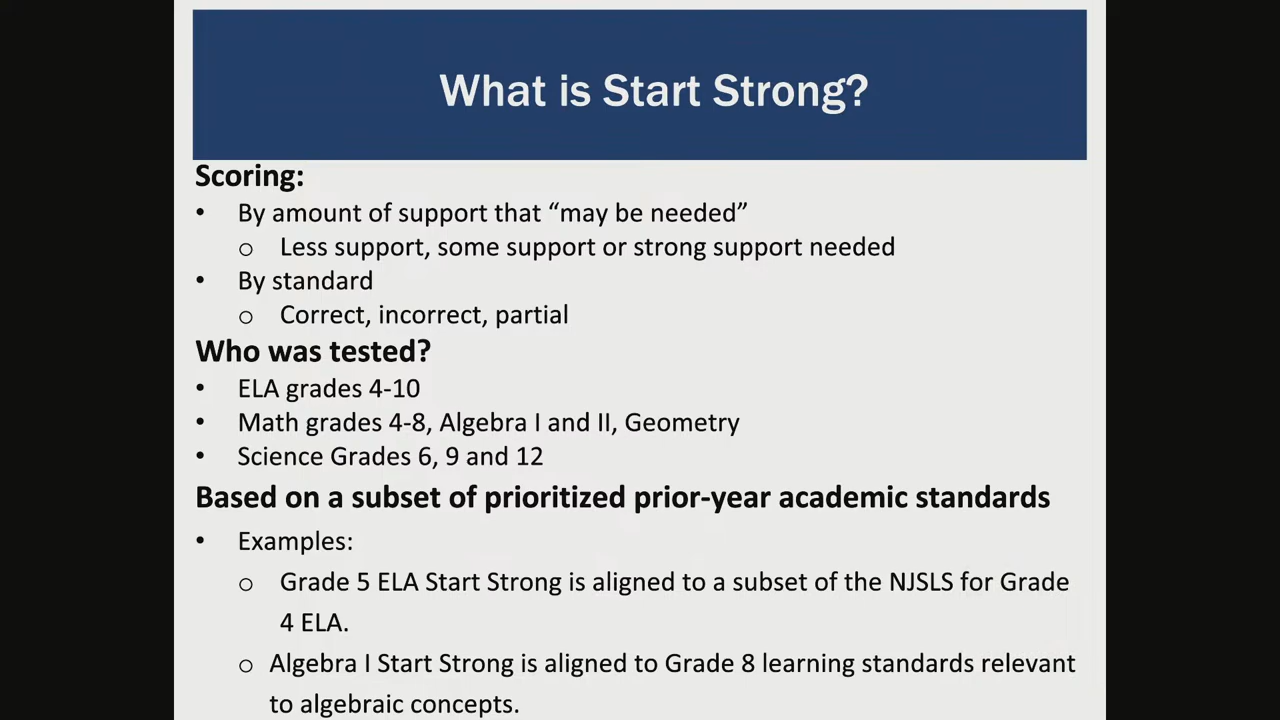 What is Start Strong?
Scoring:
• By amount of support that “may be needed”
o Less support, some support or strong support needed
• By standard
o Correct, incorrect, partial
Who was tested?
• ELA grades 4-10
• Math grades 4-8, Algebra I and II, Geometry
• Science Grades 6, 9 and 12
Based on a subset of prioritized prior-year academic standards
• Examples:
o Grade 5 ELA Start Strong is aligned to a subset of the NJSLS for Grade
4 ELA.
o Algebra I Start Strong is aligned to Grade 8 learning standards relevant
to algebraic concepts.